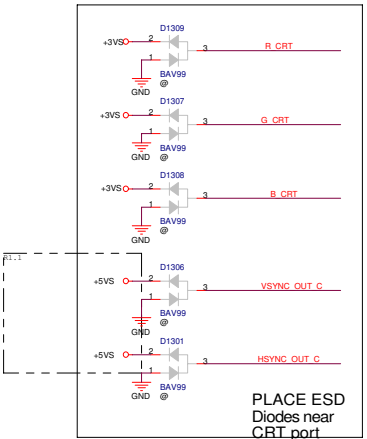 D1309
+3VS 2
3 R_CRT
1
BAV99
GND @
D1307
+3VS 2
3 G_CRT
1
BAV99
GND @
D1308
+3VS 2
3 B_CRT
1
BAV99
GND @
R1.1
D1306
+5VS 2
3 VSYNC_OUT_C
1
BAV99
GND @
D1301
+5VS 2
3 HSYNC_OUT_C
1
BAV99
GND @
PLACE ESD
Diodes near
CRT port